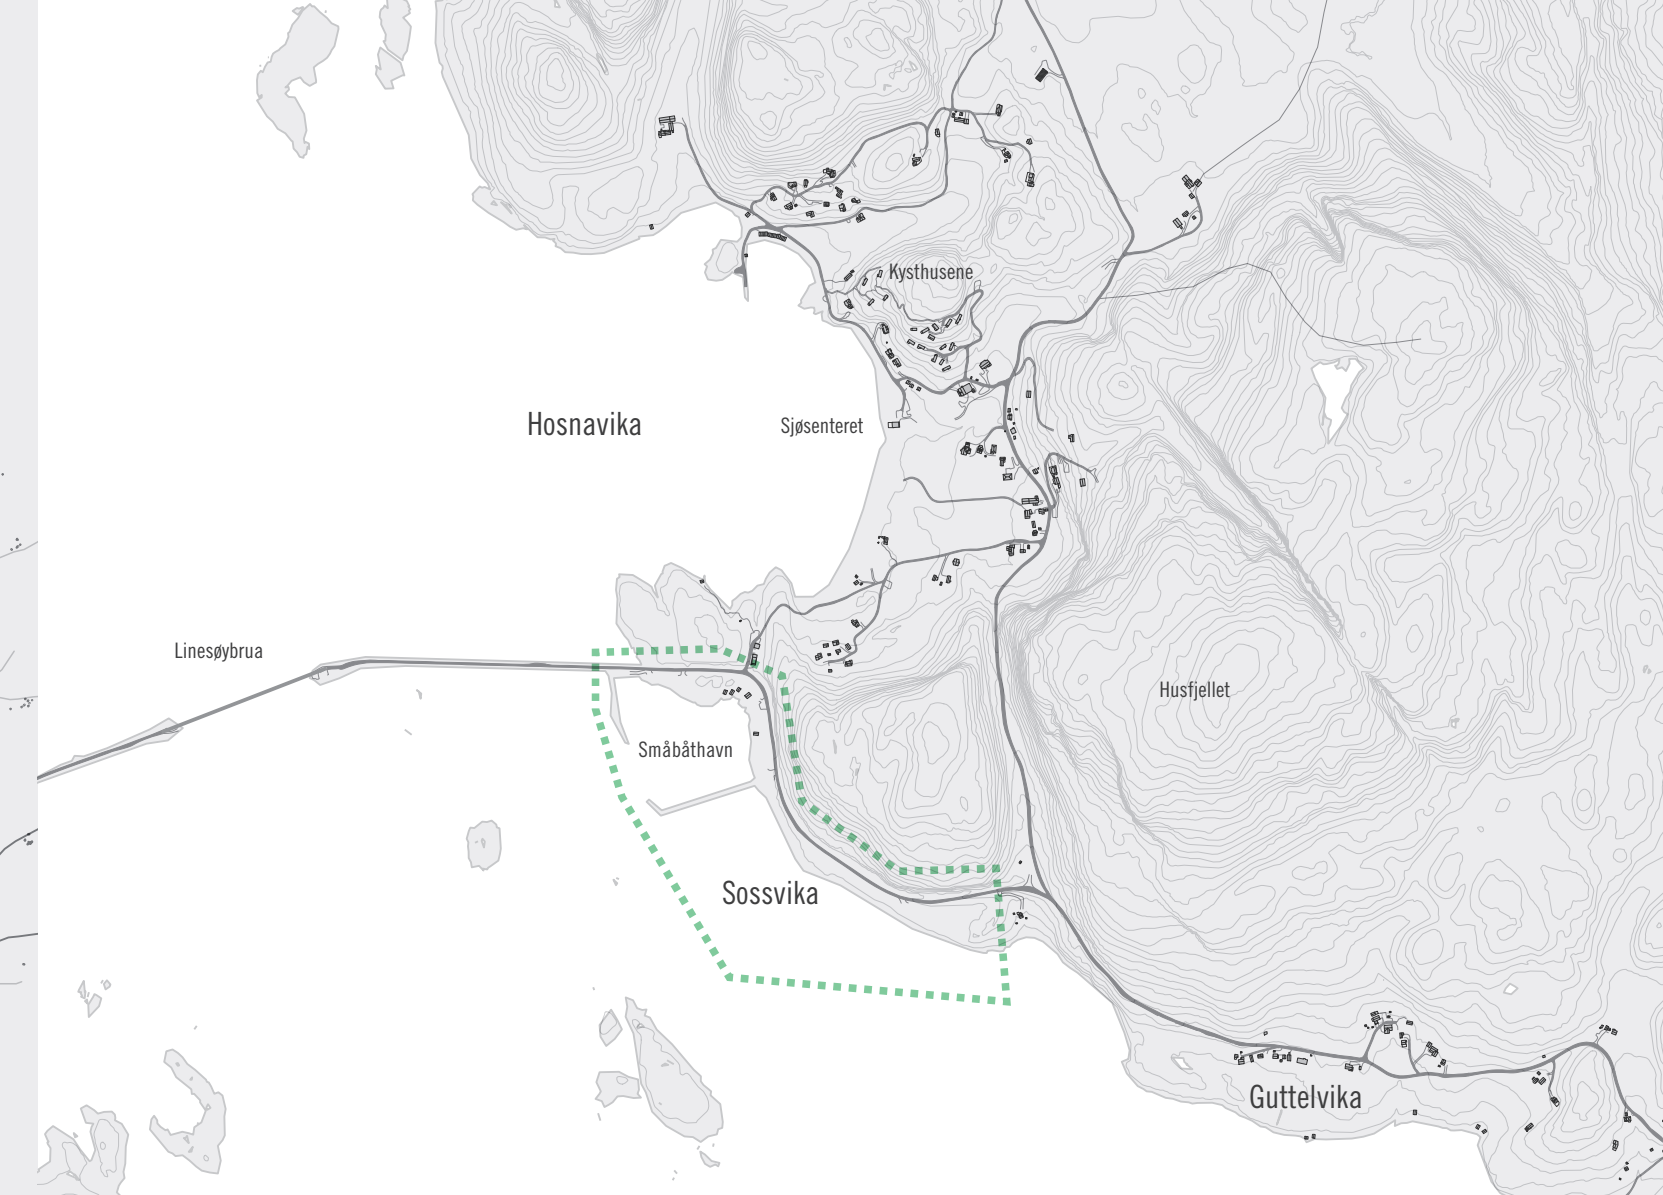 Kysthusene
Hosnavika
Sjøsenteret
Linesøybrua
Husfjellet
Småbåthavn
Sossvika
Guttelvika